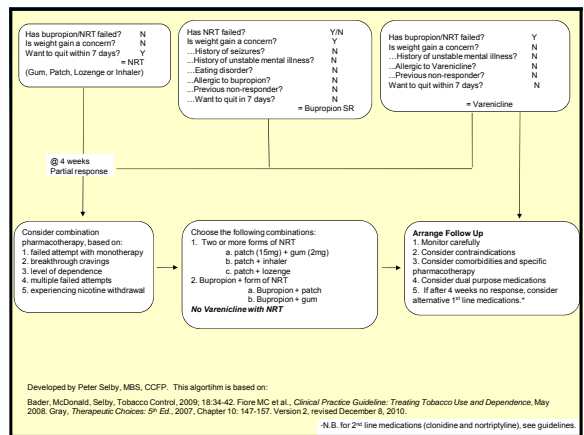 Has bupropion/NRT failed? N
Is weight gain a concern? N
Want to quit within 7 days? Y
= NRT
(Gum, Patch, Lozenge or Inhaler)
Has NRT failed? Y/N
Is weight gain a concern? Y
…History of seizures? N
...History of unstable mental illness? N
...Eating disorder? N
...Allergic to bupropion? N
...Previous non-responder? N
...Want to quit in 7 days? N
= Bupropion SR
Has bupropion/NRT failed? Y
Is weight gain a concern? N
...History of unstable mental illness? N
...Allergic to Varenicline? N
...Previous non-responder? N
Want to quit within 7 days? N
= Varenicline
@ 4 weeks
Partial response
Consider combination
pharmacotherapy, based on:
1. failed attempt with monotherapy
2. breakthrough cravings
3. level of dependence
4. multiple failed attempts
5. experiencing nicotine withdrawal
Choose the following combinations:
1. Two or more forms of NRT
a. patch (15mg) + gum (2mg)
b. patch + inhaler
c. patch + lozenge
2. Bupropion + form of NRT
a. Bupropion + patch
b. Bupropion + gum
No Varenicline with NRT
Arrange Follow Up
1. Monitor carefully
2. Consider contraindications
3. Consider comorbidities and specific
pharmacotherapy
4. Consider dual purpose medications
5. If after 4 weeks no response, consider
alternative 1st line medications.*
Developed by Peter Selby, MBS, CCFP. This algortihm is based on:
Bader, McDonald, Selby, Tobacco Control, 2009; 18:34-42. Fiore MC et al., Clinical Practice Guideline: Treating Tobacco Use and Dependence, May
2008. Gray, Therapeutic Choices: 5th Ed., 2007, Chapter 10: 147-157. Version 2, revised December 8, 2010.
-N.B. for 2nd line medications (clonidine and nortriptyline), see guidelines.